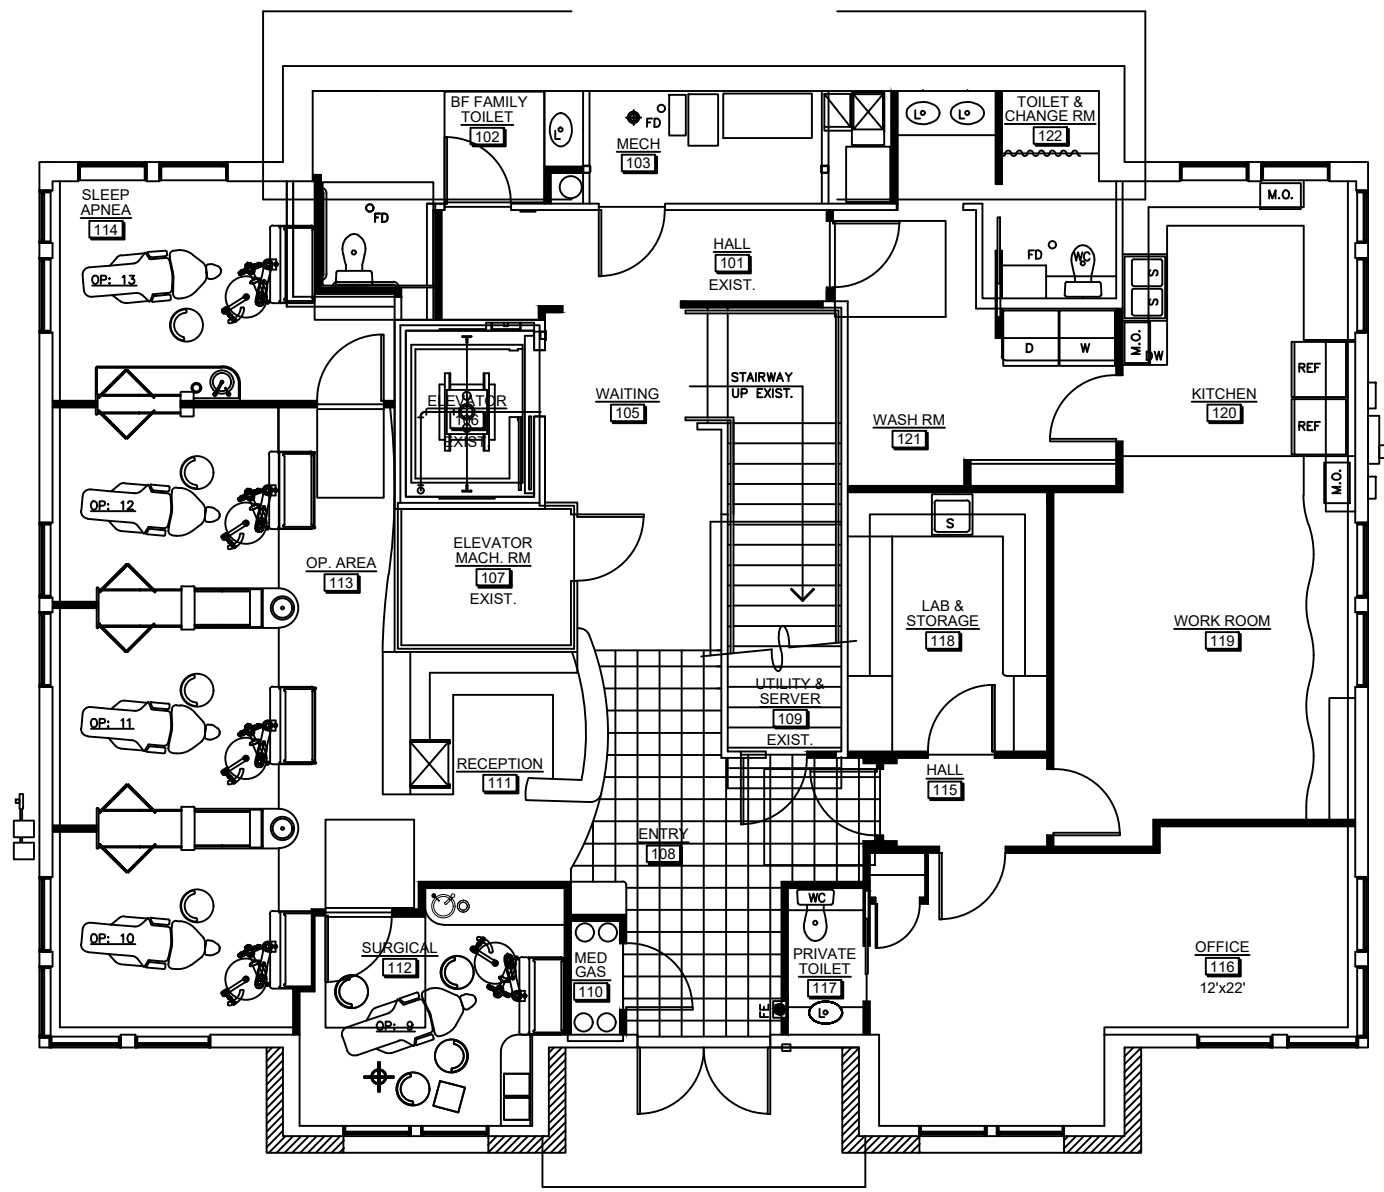 BF FAMILY
TOILET
102
L
FD
MECH
103
L
L
TOILET &
CHANGE RM
122
SLEEP
APNEA
114
FD
HALL
101
EXIST.
M.O.
FD
WC
S
S
OP: 13
M.O.
DW
D
W
STAIRWAY
UP EXIST.
REF
ELEVATOR
EXIST.
WAITING
105
WASH RM
121
KITCHEN
120
REF
M.O.
OP: 12
S
ELEVATOR
MACH. RM
107
EXIST.
OP. AREA
113
LAB &
STORAGE
118
WORK ROOM
119
OP: 11
UTILITY &
SERVER
109
EXIST.
RECEPTION
111
HALL
115
ENTRY
108
WC
OP: 10
SURGICAL
112
MED
GAS
110
PRIVATE
TOILET
117
OFFICE
116
12'x22'
FE
L
OP: 9